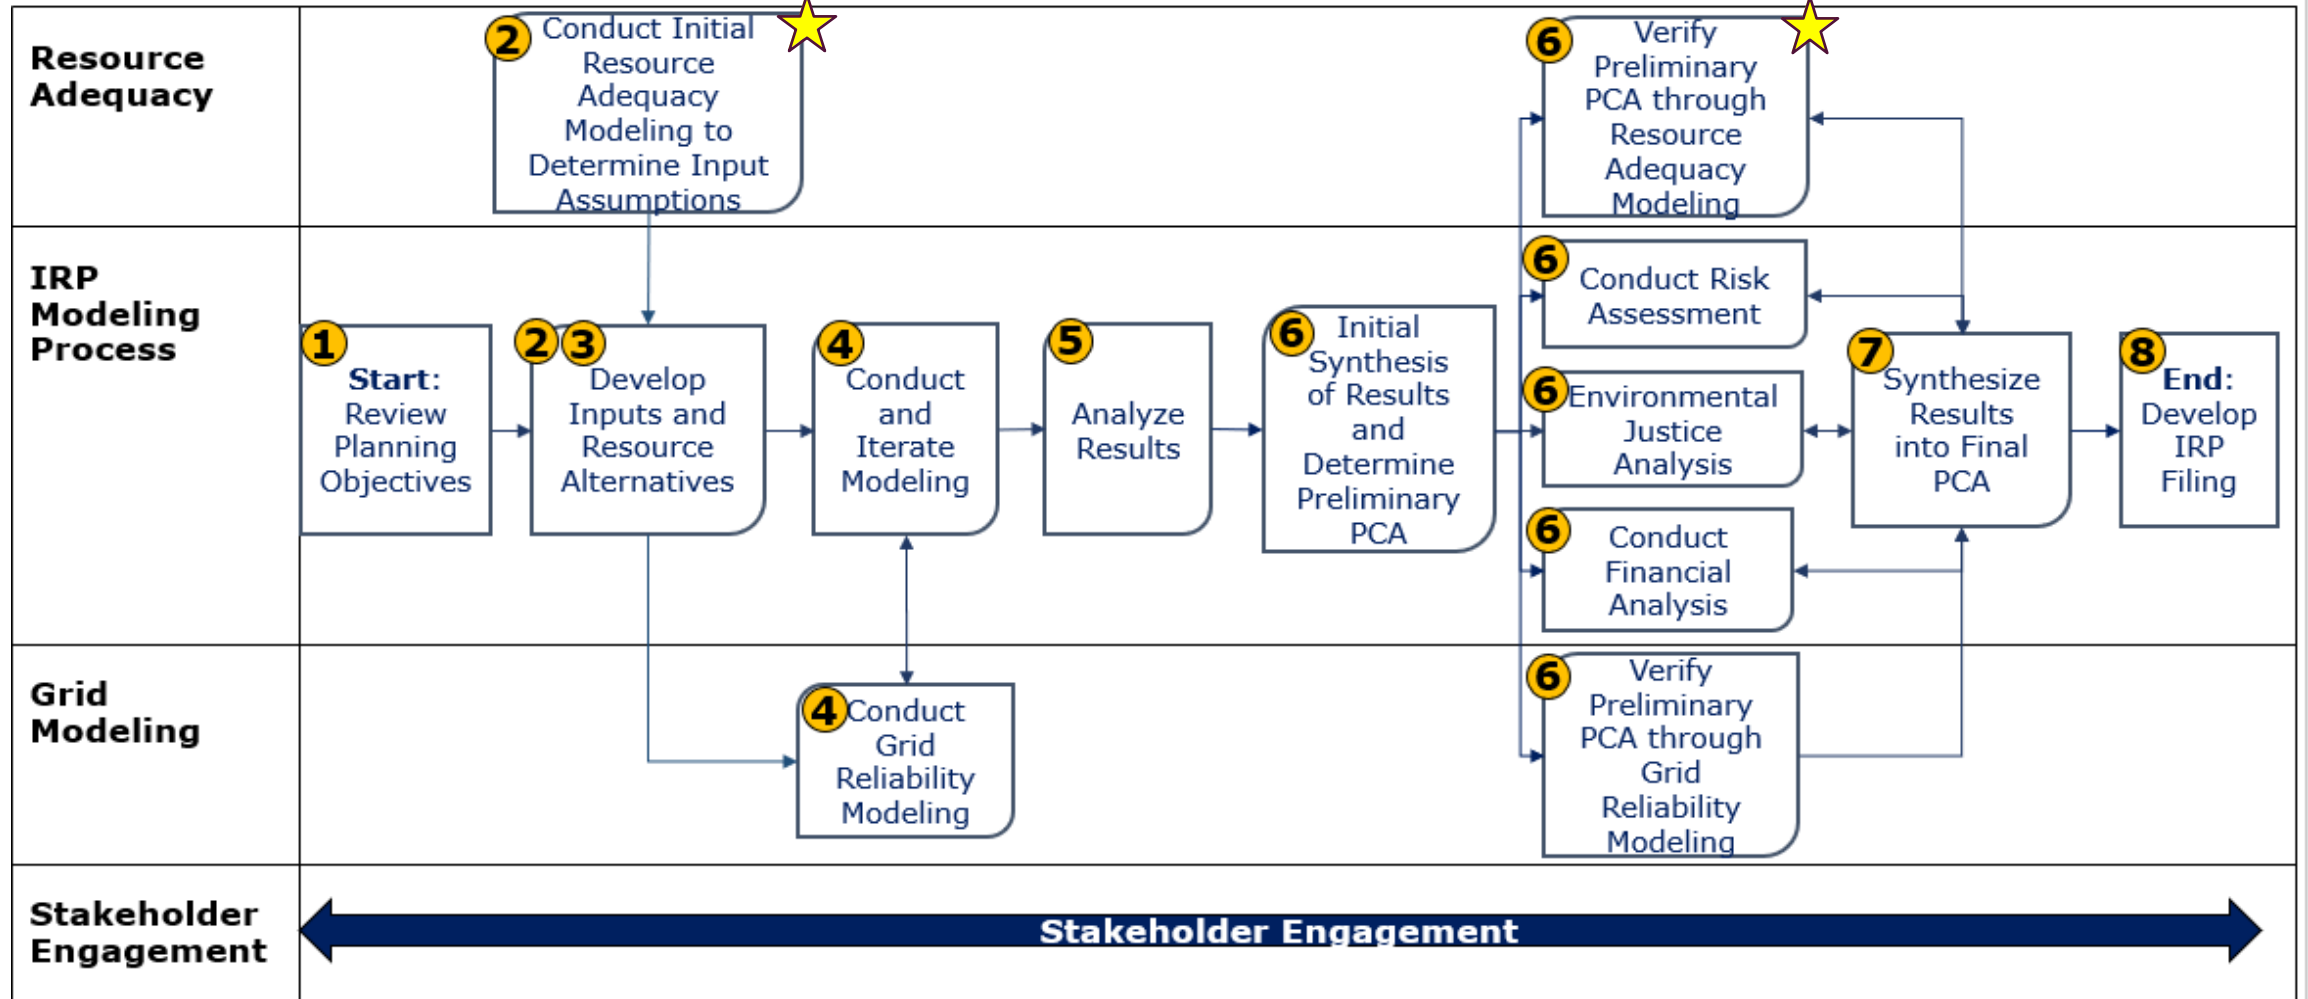 Resource
Adequacy
2
Conduct Initial
Resource
Adequacy
Modeling to
Determine Input
Assumptions
6
Verify
Preliminary
PCA through
Resource
Adequacy
Modeling
IRP
Modeling
Process
1
Start:
Review
Planning
Objectives
2 3
Develop
Inputs and
Resource
Alternatives
4
Conduct
and
Iterate
Modeling
5
Analyze
Results
6
Initial
Synthesis
of Results
and
Determine
Preliminary
PCA
6
Conduct Risk
Assessment
6
Environmental
Justice
Analysis
6
Conduct
Financial
Analysis
7
Synthesize
Results
into Final
PCA
8
End:
Develop
IRP
Filing
Grid
Modeling
4
Conduct
Grid
Reliability
Modeling
6
Verify
Preliminary
PCA through
Grid
Reliability
Modeling
Stakeholder
Engagement
Stakeholder Engagement